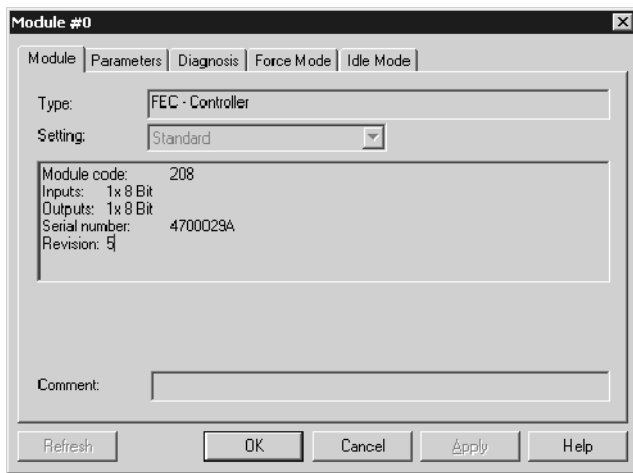 Module #0
Module Parameters Diagnosis Force Mode Idle Mode
Type: FEC - Controller
Setting: Standard
Module code: 208
Inputs: 1x 8 Bit
Outputs: 1x 8 Bit
Serial number: 4700029A
Revision: 5
Comment:
Refresh OK Cancel Apply Help